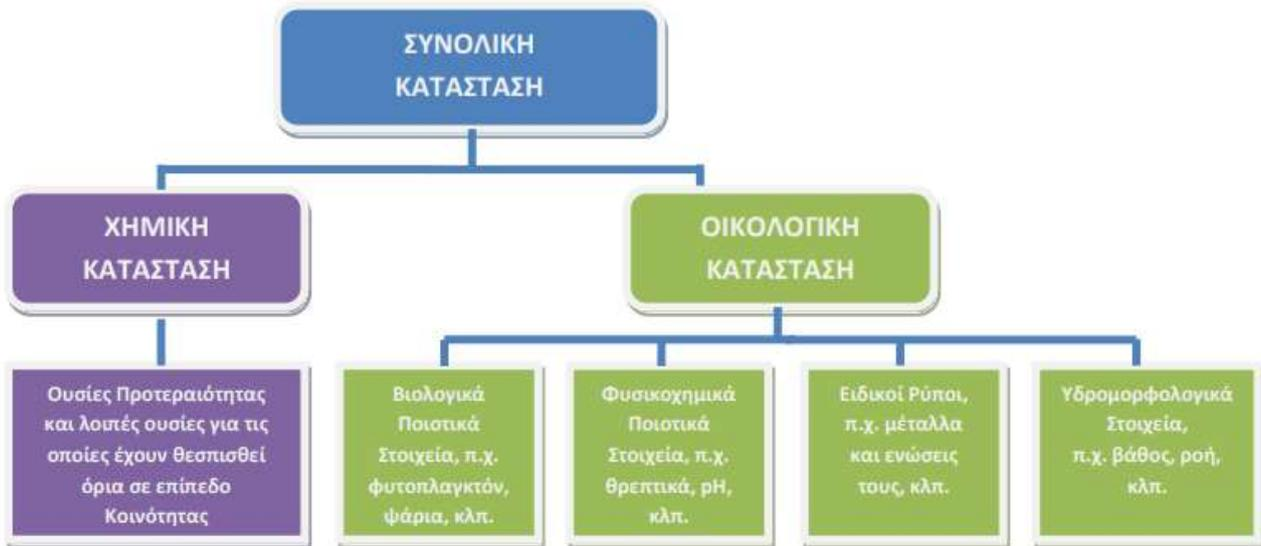 ΣΥΝΟΛΙΚΗ
ΚΑΤΑΣΤΑΣΗ
ΧΗΜΙΚΗ
ΚΑΤΑΣΤΑΣΗ
ΟΙΚΟΛΟΓΙΚΗ
ΚΑΤΑΣΤΑΣΗ
Ουσίες Προτεραιότητας
και λοιπές ουσίες για τις
οποίες έχουν θεσπισθεί
όρια σε επίπεδο
Κοινότητας
Βιολογικά
Ποιοτικά
Στοιχεία, π.χ.
φυτοπλαγκτόν,
ψάρια, κλπ.
Φυσικοχημικά
Ποιοτικά
Στοιχεία, π.χ.
θρεπτικά, pH,
κλπ.
Ειδικοί Ρύποι,
π.χ. μέταλλα
και ενώσεις
τους, κλπ.
Υδρομορφολογικά
Στοιχεία,
π.χ. βάθος, ροή,
κλπ.